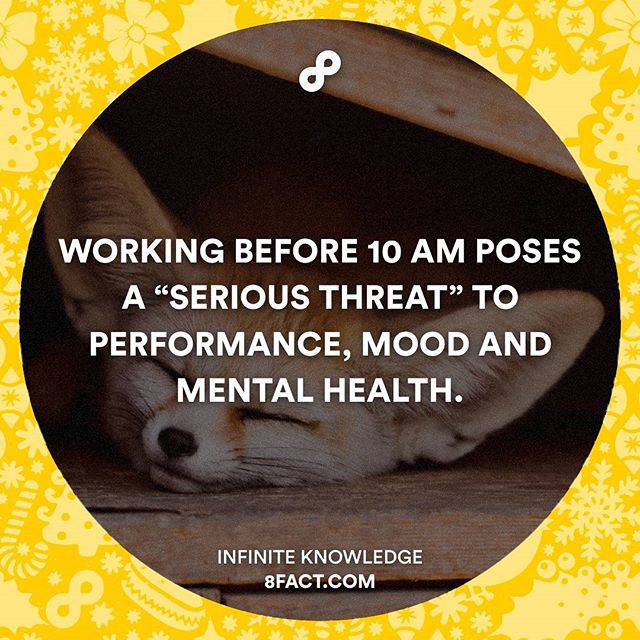 WORKING BEFORE 10 AM POSES
A “SERIOUS THREAT” TO
PERFORMANCE, MOOD AND
MENTAL HEALTH.
INFINITE KNOWLEDGE
8FACT.COM